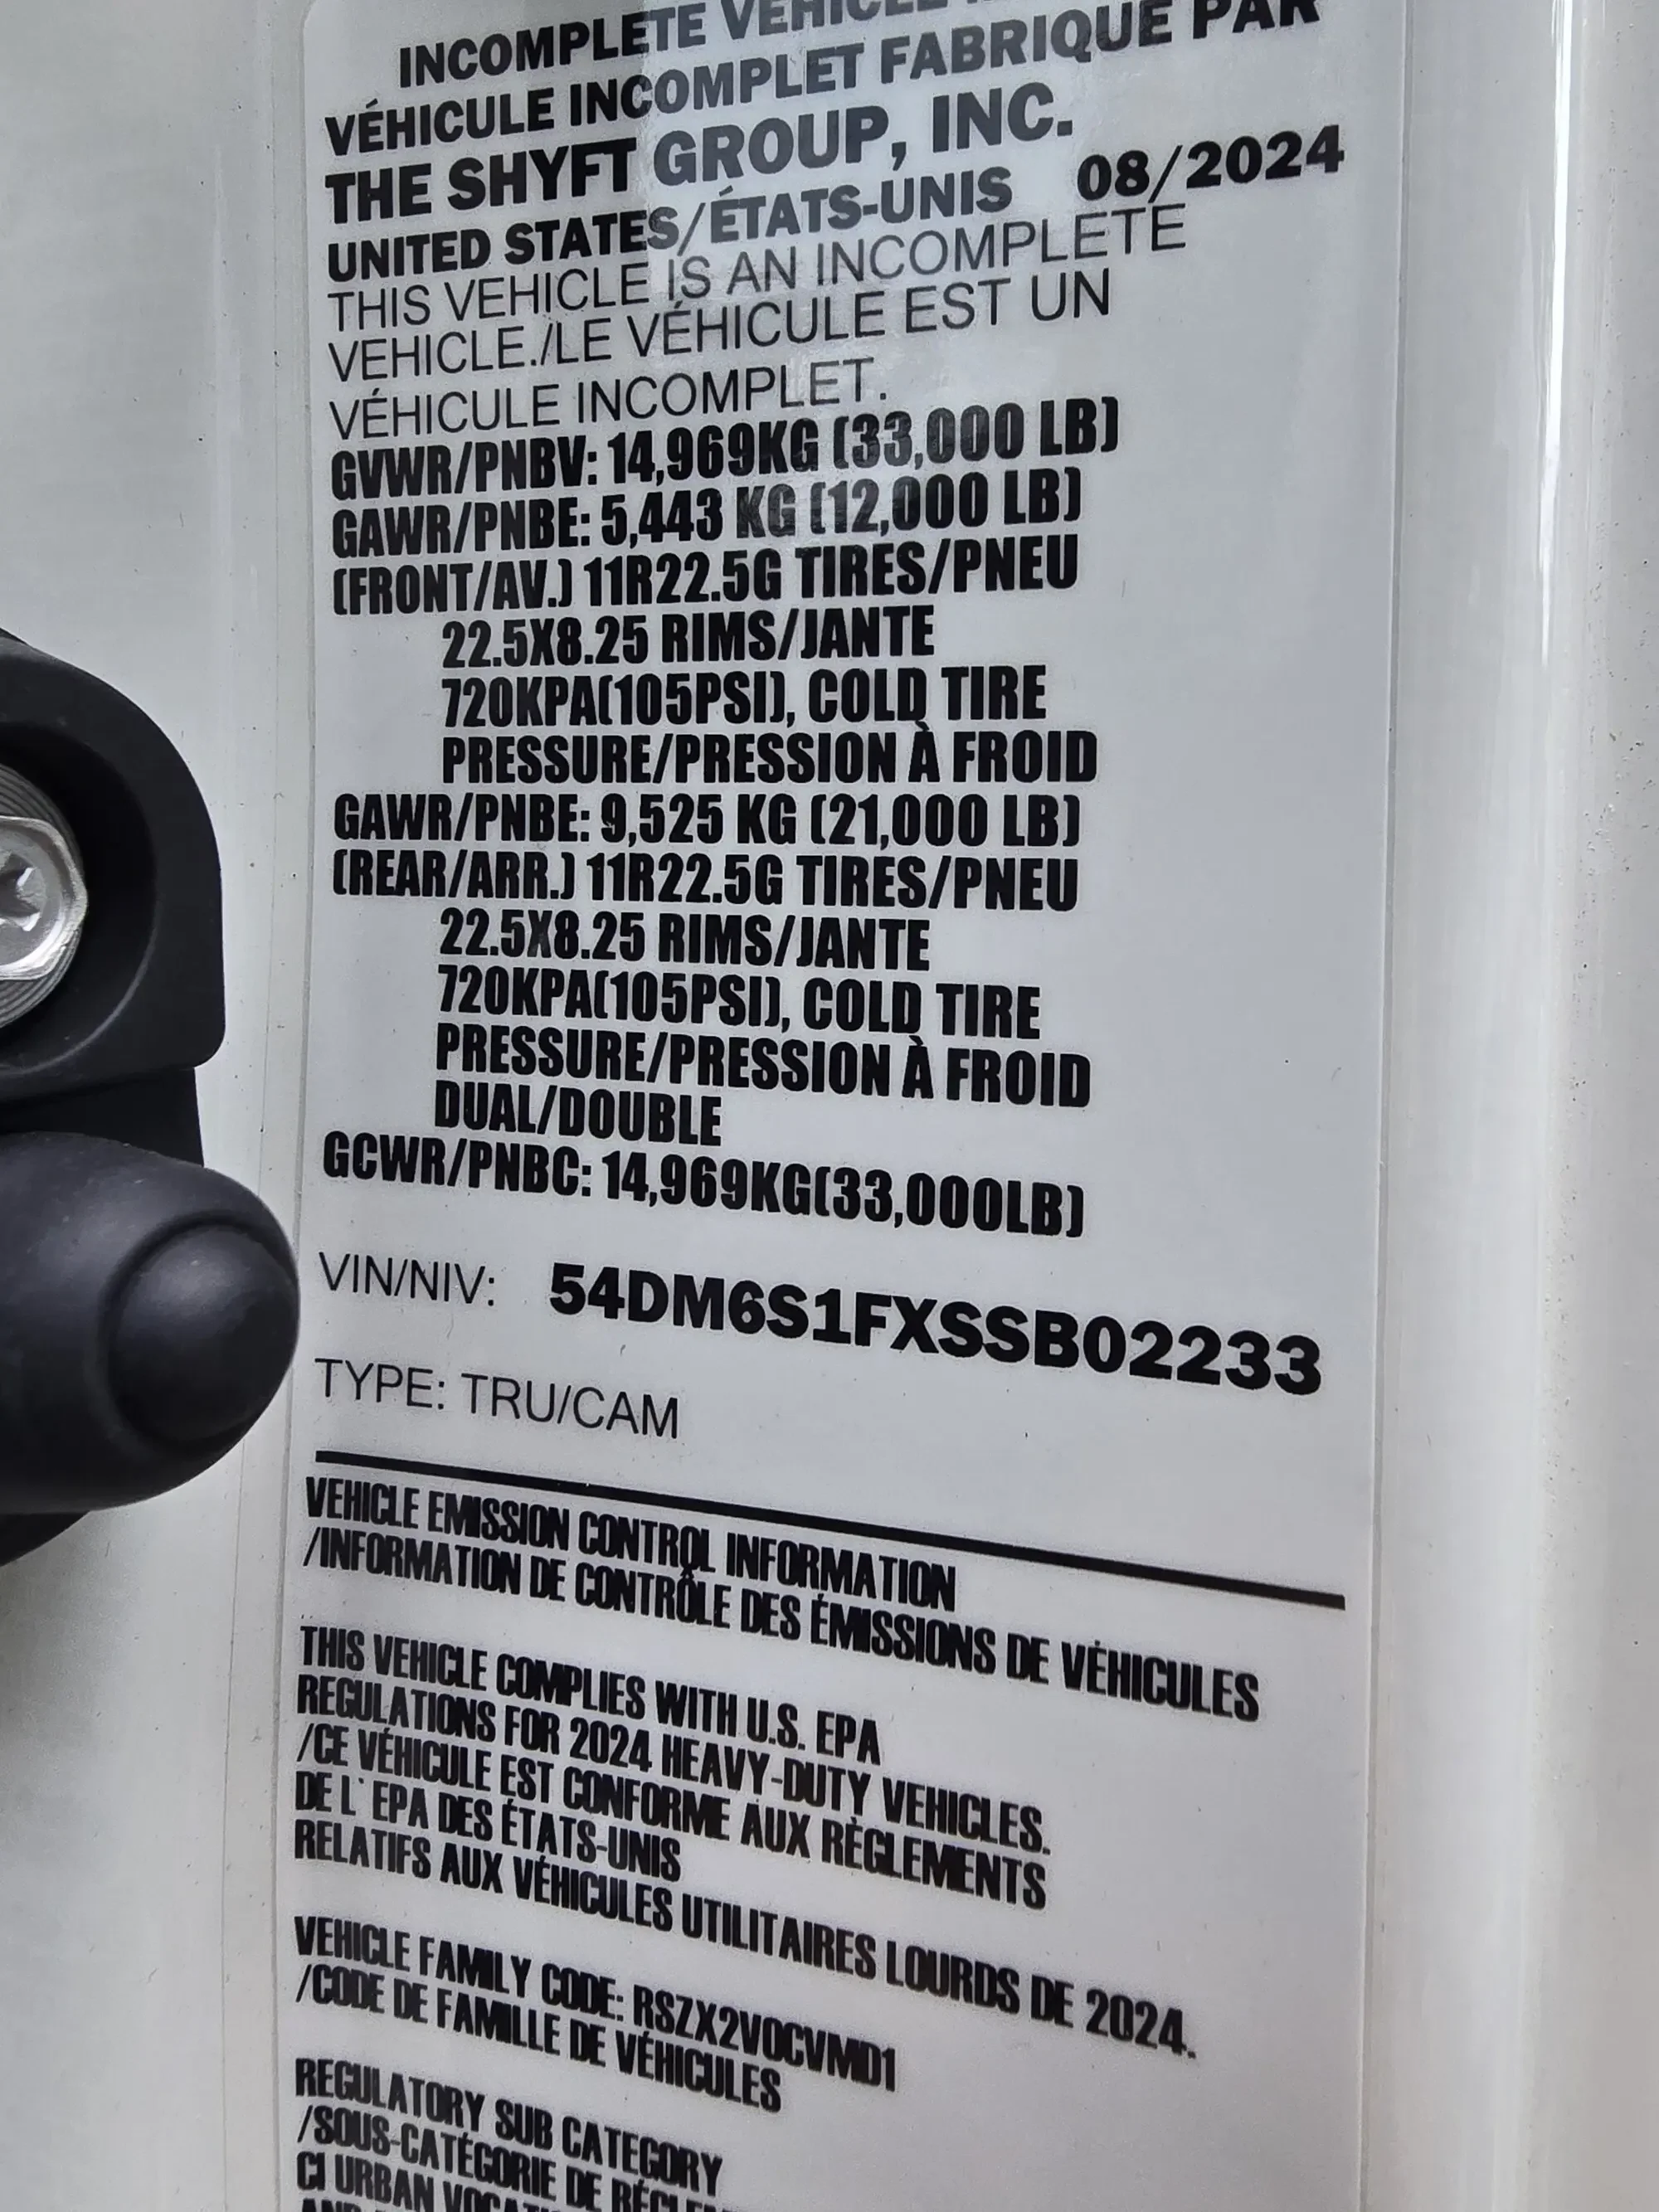 INCOMPLETE VEHICLE
VÉHICULE INCOMPLET FABRIQUÉ PAR
THE SHYFT GROUP, INC.
UNITED STATES/ÉTATS-UNIS 08/2024
THIS VEHICLE IS AN INCOMPLETE
VEHICLE./LE VÉHICULE EST UN
VÉHICULE INCOMPLET.
GVWR/PNBV: 14,969KG (33,000 LB)
GAWR/PNBE: 5,443 KG (12,000 LB)
(FRONT/AV.) 11R22.5G TIRES/PNEU
22.5X8.25 RIMS/JANTE
720KPA(105PSI), COLD TIRE
PRESSURE/PRESSION À FROID
GAWR/PNBE: 9,525 KG (21,000 LB)
(REAR/ARR.) 11R22.5G TIRES/PNEU
22.5X8.25 RIMS/JANTE
720KPA(105PSI), COLD TIRE
PRESSURE/PRESSION À FROID
DUAL/DOUBLE
GCWR/PNBC: 14,969KG(33,000LB)
VIN/NIV: 54DM6S1FXSSB02233
TYPE: TRU/CAM
VEHICLE EMISSION CONTROL INFORMATION
/INFORMATION DE CONTRÔLE DES ÉMISSIONS DE VÉHICULES
THIS VEHICLE COMPLIES WITH U.S. EPA
REGULATIONS FOR 2024 HEAVY-DUTY VEHICLES.
/CE VÉHICULE EST CONFORME AUX RÈGLEMENTS
DE L' EPA DES ÉTATS-UNIS
RELATIFS AUX VÉHICULES UTILITAIRES LOURDS DE 2024.
VEHICLE FAMILY CODE: RSZX2VOCVMD1
/CODE DE FAMILLE DE VÉHICULES
REGULATORY SUB CATEGORY
/SOUS-CATÉGORIE DE
CI URBAN